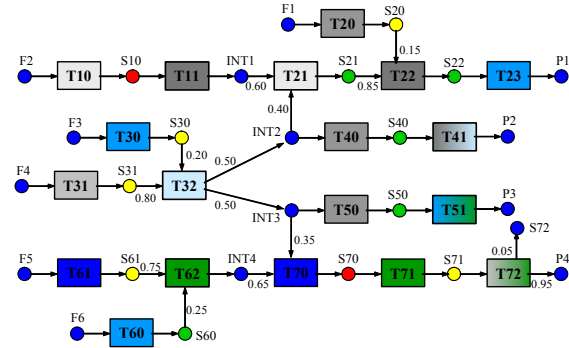 F1 T20 S20
0.15
F2 T10 S10 T11 INT1 0.60 T21 S21 0.85 T22 S22 T23 P1
0.40
F3 T30 S30 INT2 T40 S40 T41 P2
0.20 0.50
F4 T31 S31 0.80 T32
0.50 INT3 T50 S50 T51 P3
S72
0.35 0.05
F5 T61 S61 0.75 T62 INT4 0.65 T70 S70 T71 S71 T72 0.95 P4
0.25
F6 T60 S60